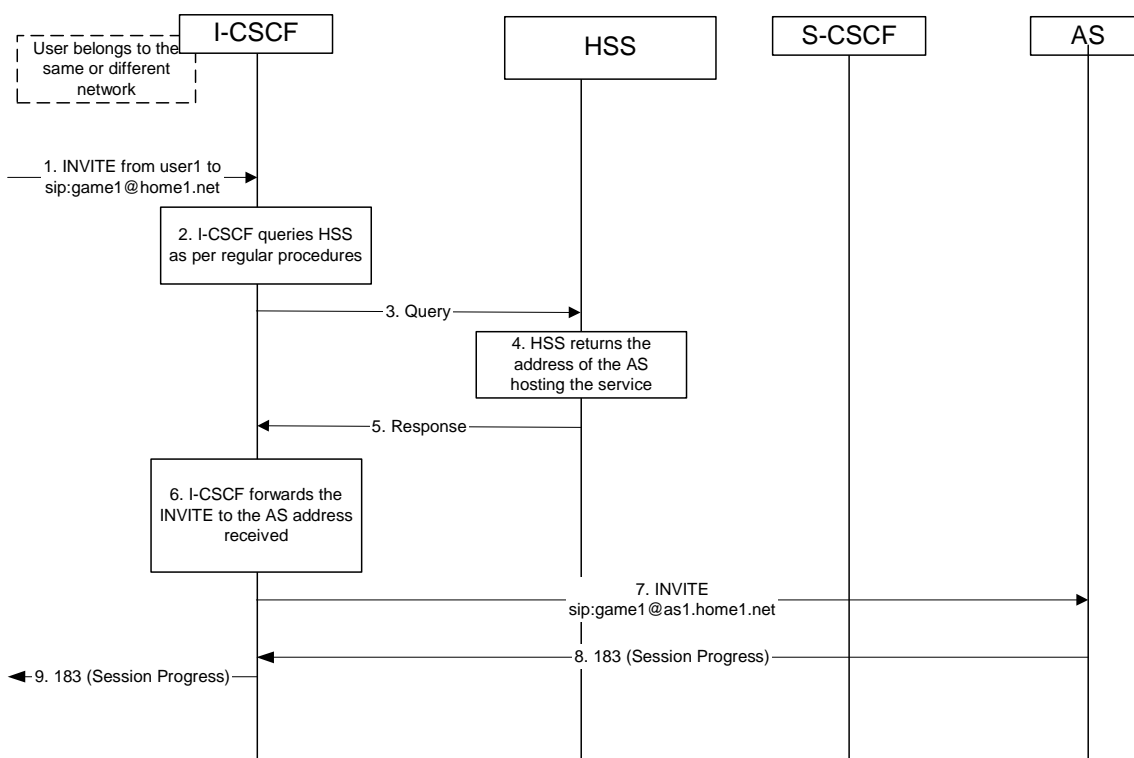 I-CSCF
HSS
S-CSCF
AS
User belongs to the
same or different
network
1. INVITE from user1 to
sip:game1@home1.net
2. I-CSCF queries HSS
as per regular procedures
3. Query
4. HSS returns the
address of the AS
hosting the service
5. Response
6. I-CSCF forwards the
INVITE to the AS address
received
7. INVITE
sip:game1@as1.home1.net
8. 183 (Session Progress)
9. 183 (Session Progress)